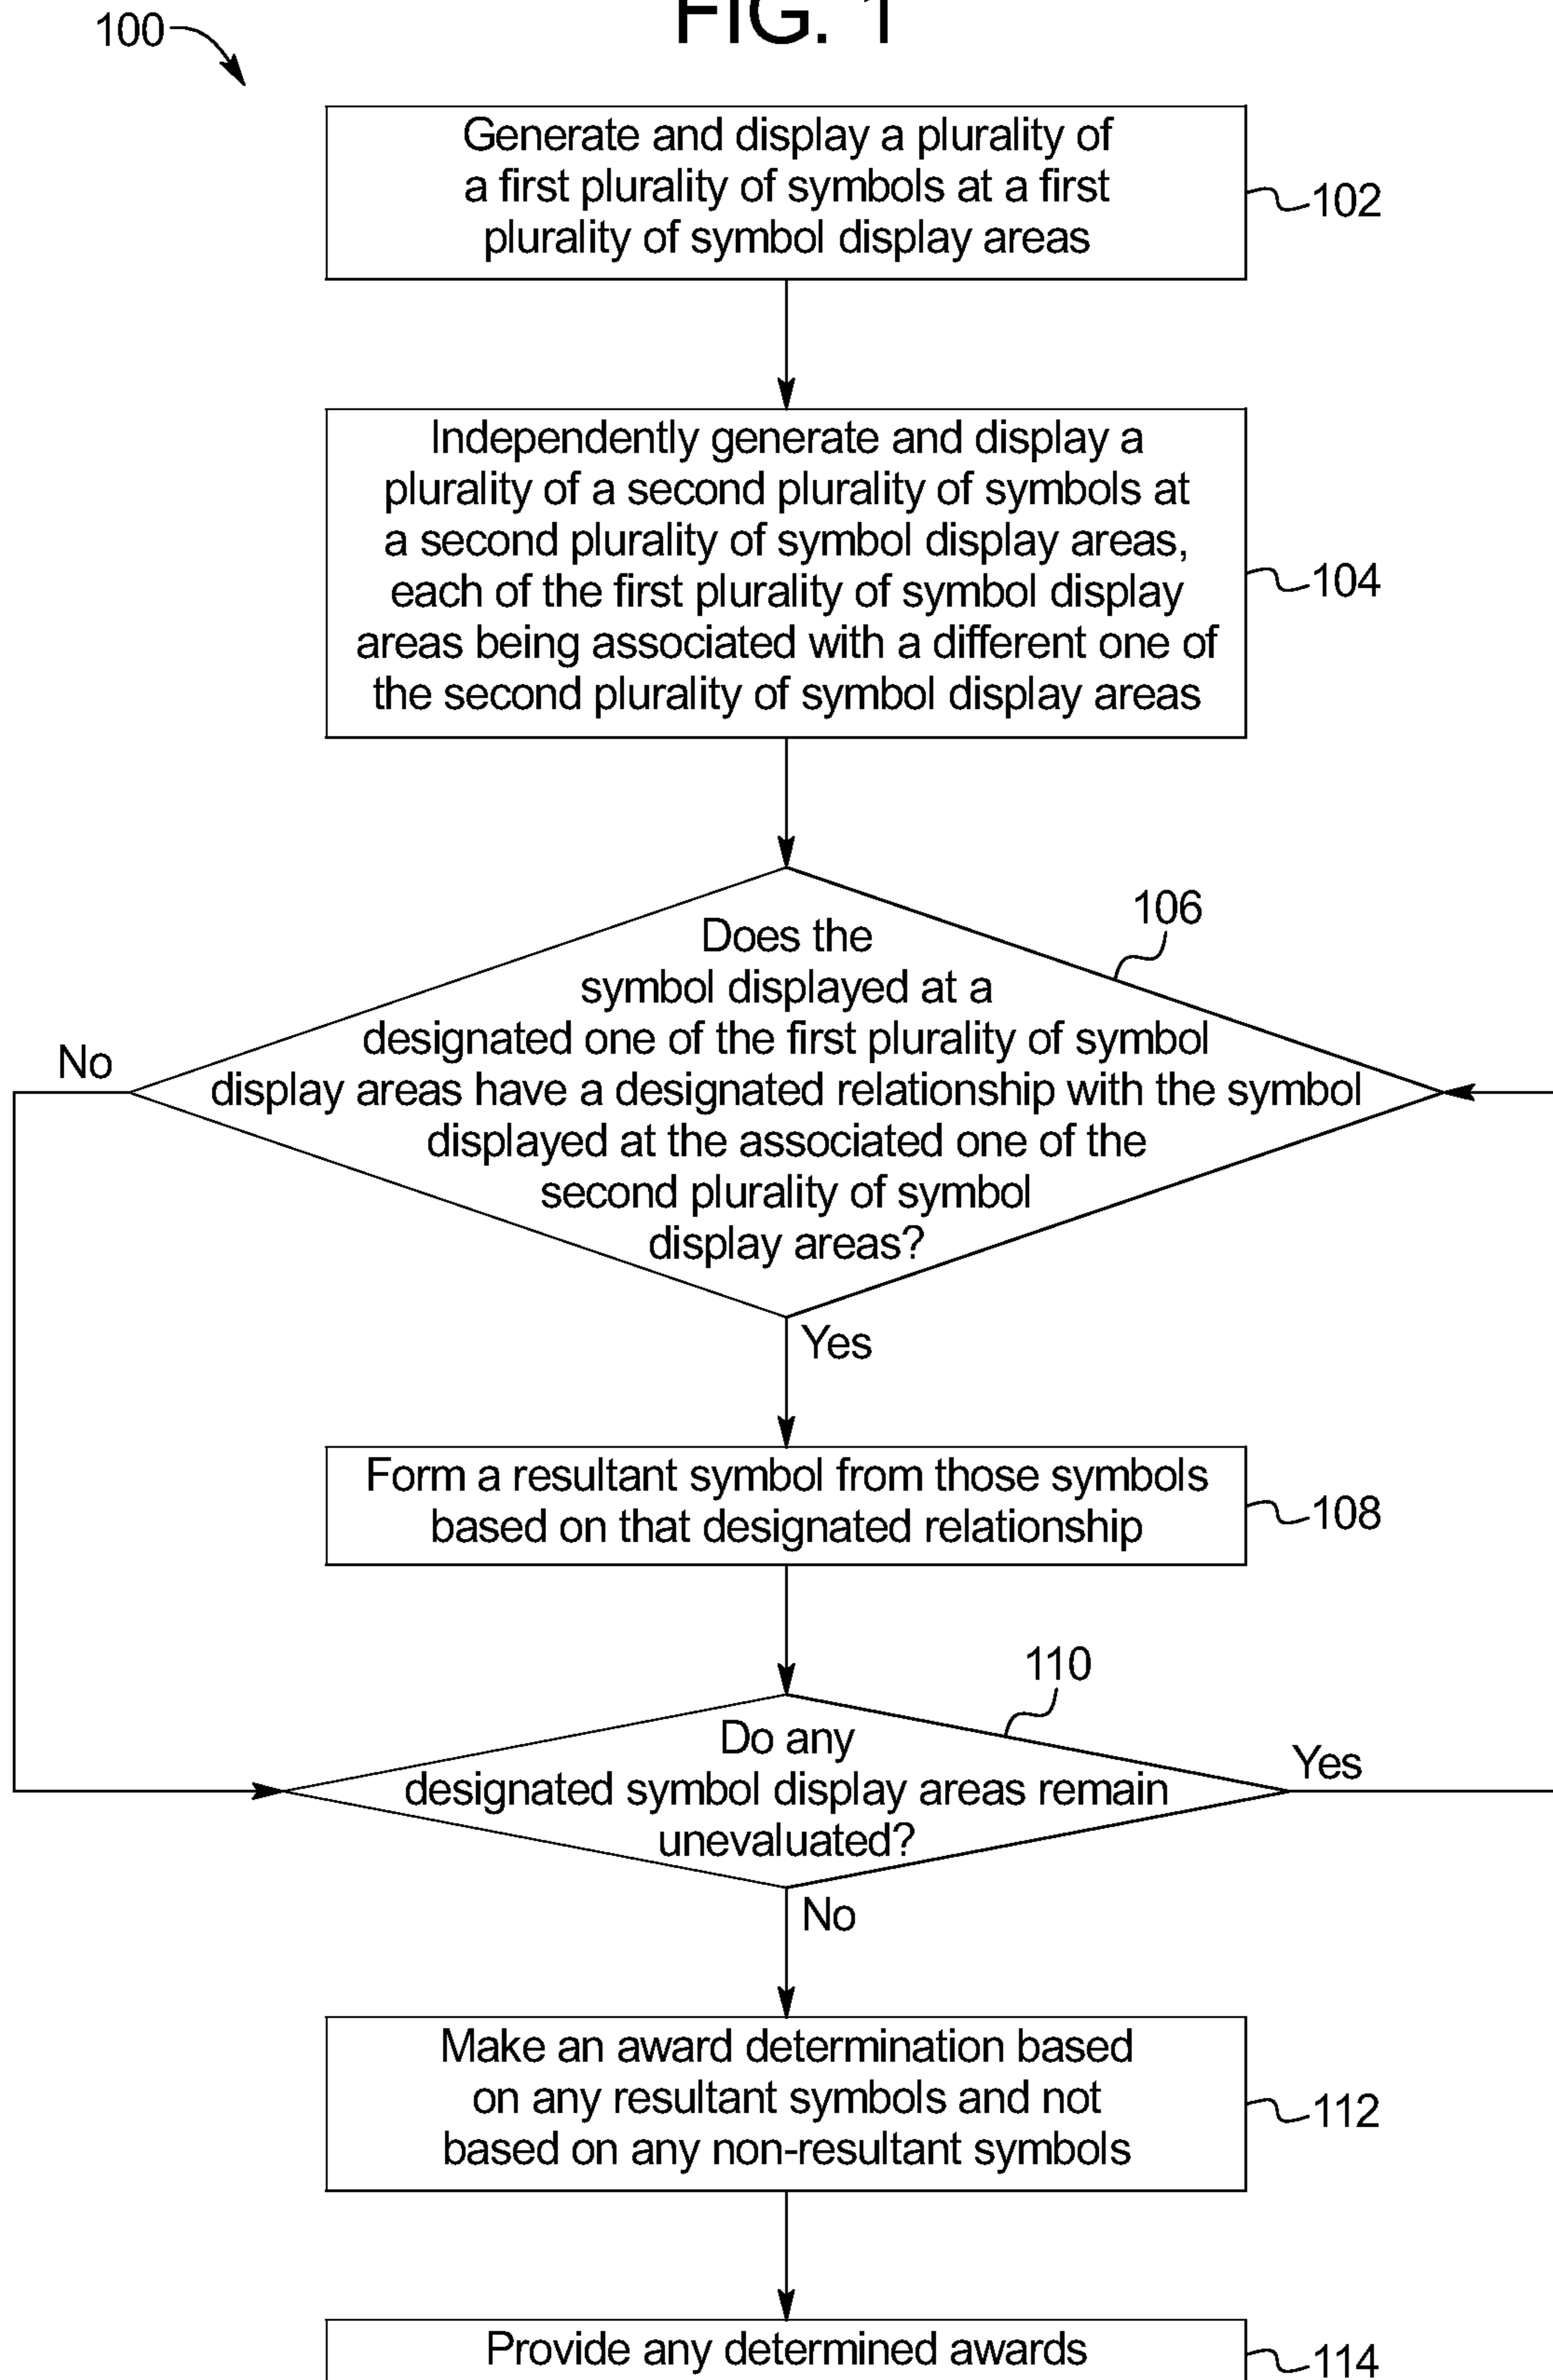 FIG. 1
100
Generate and display a plurality of
a first plurality of symbols at a first
plurality of symbol display areas
102
Independently generate and display a
plurality of a second plurality of symbols at
a second plurality of symbol display areas,
each of the first plurality of symbol display
areas being associated with a different one of
the second plurality of symbol display areas
104
106
Does the
symbol displayed at a
designated one of the first plurality of symbol
display areas have a designated relationship with the symbol
displayed at the associated one of the
second plurality of symbol
display areas?
No
Yes
Form a resultant symbol from those symbols
based on that designated relationship
108
110
Do any
designated symbol display areas remain
unevaluated?
Yes
No
Make an award determination based
on any resultant symbols and not
based on any non-resultant symbols
112
Provide any determined awards
114